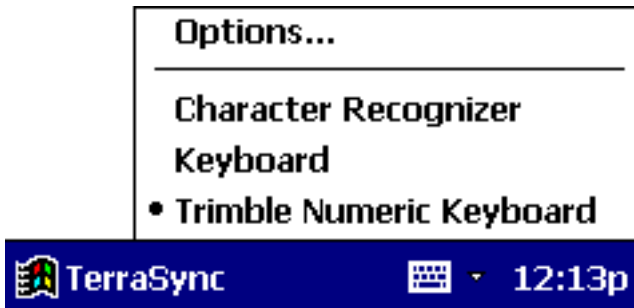 Options...
Character Recognizer
Keyboard
• Trimble Numeric Keyboard
TerraSync 12:13p